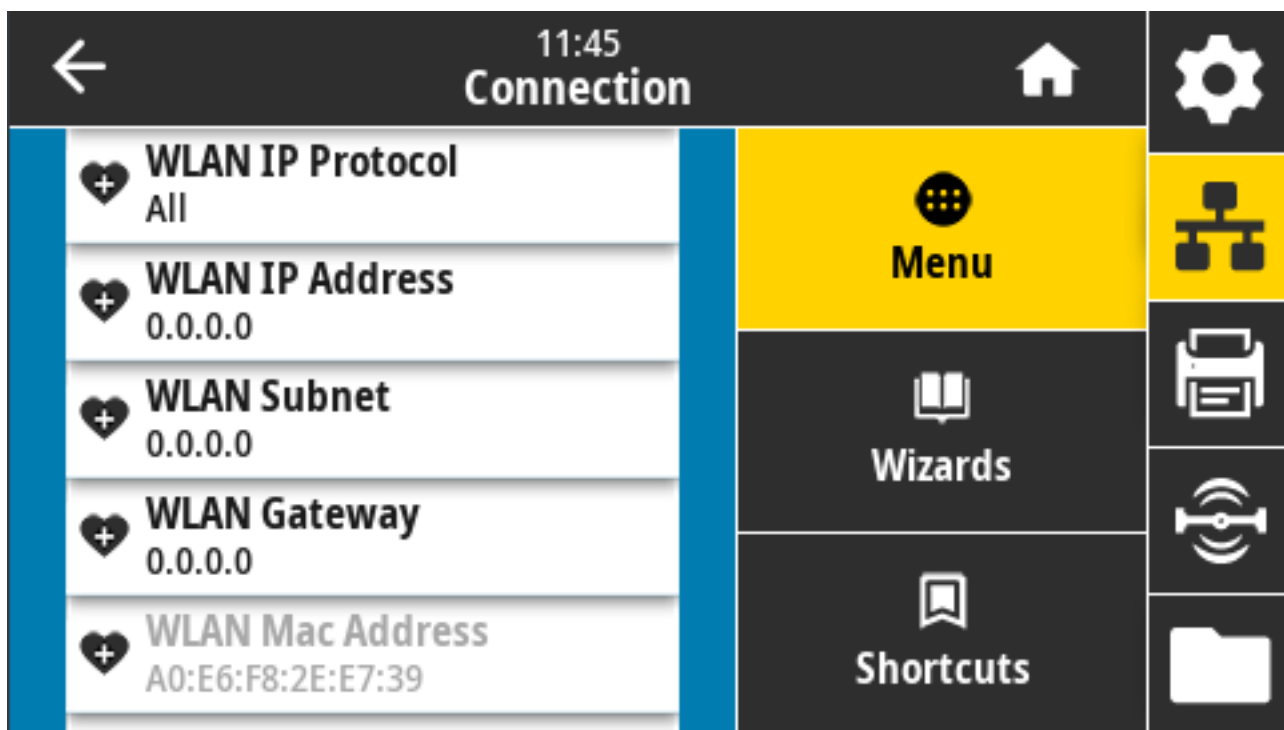 11:45
Connection
WLAN IP Protocol
All
WLAN IP Address
0.0.0.0
WLAN Subnet
0.0.0.0
WLAN Gateway
0.0.0.0
WLAN Mac Address
A0:E6:F8:2E:E7:39
Menu
Wizards
Shortcuts